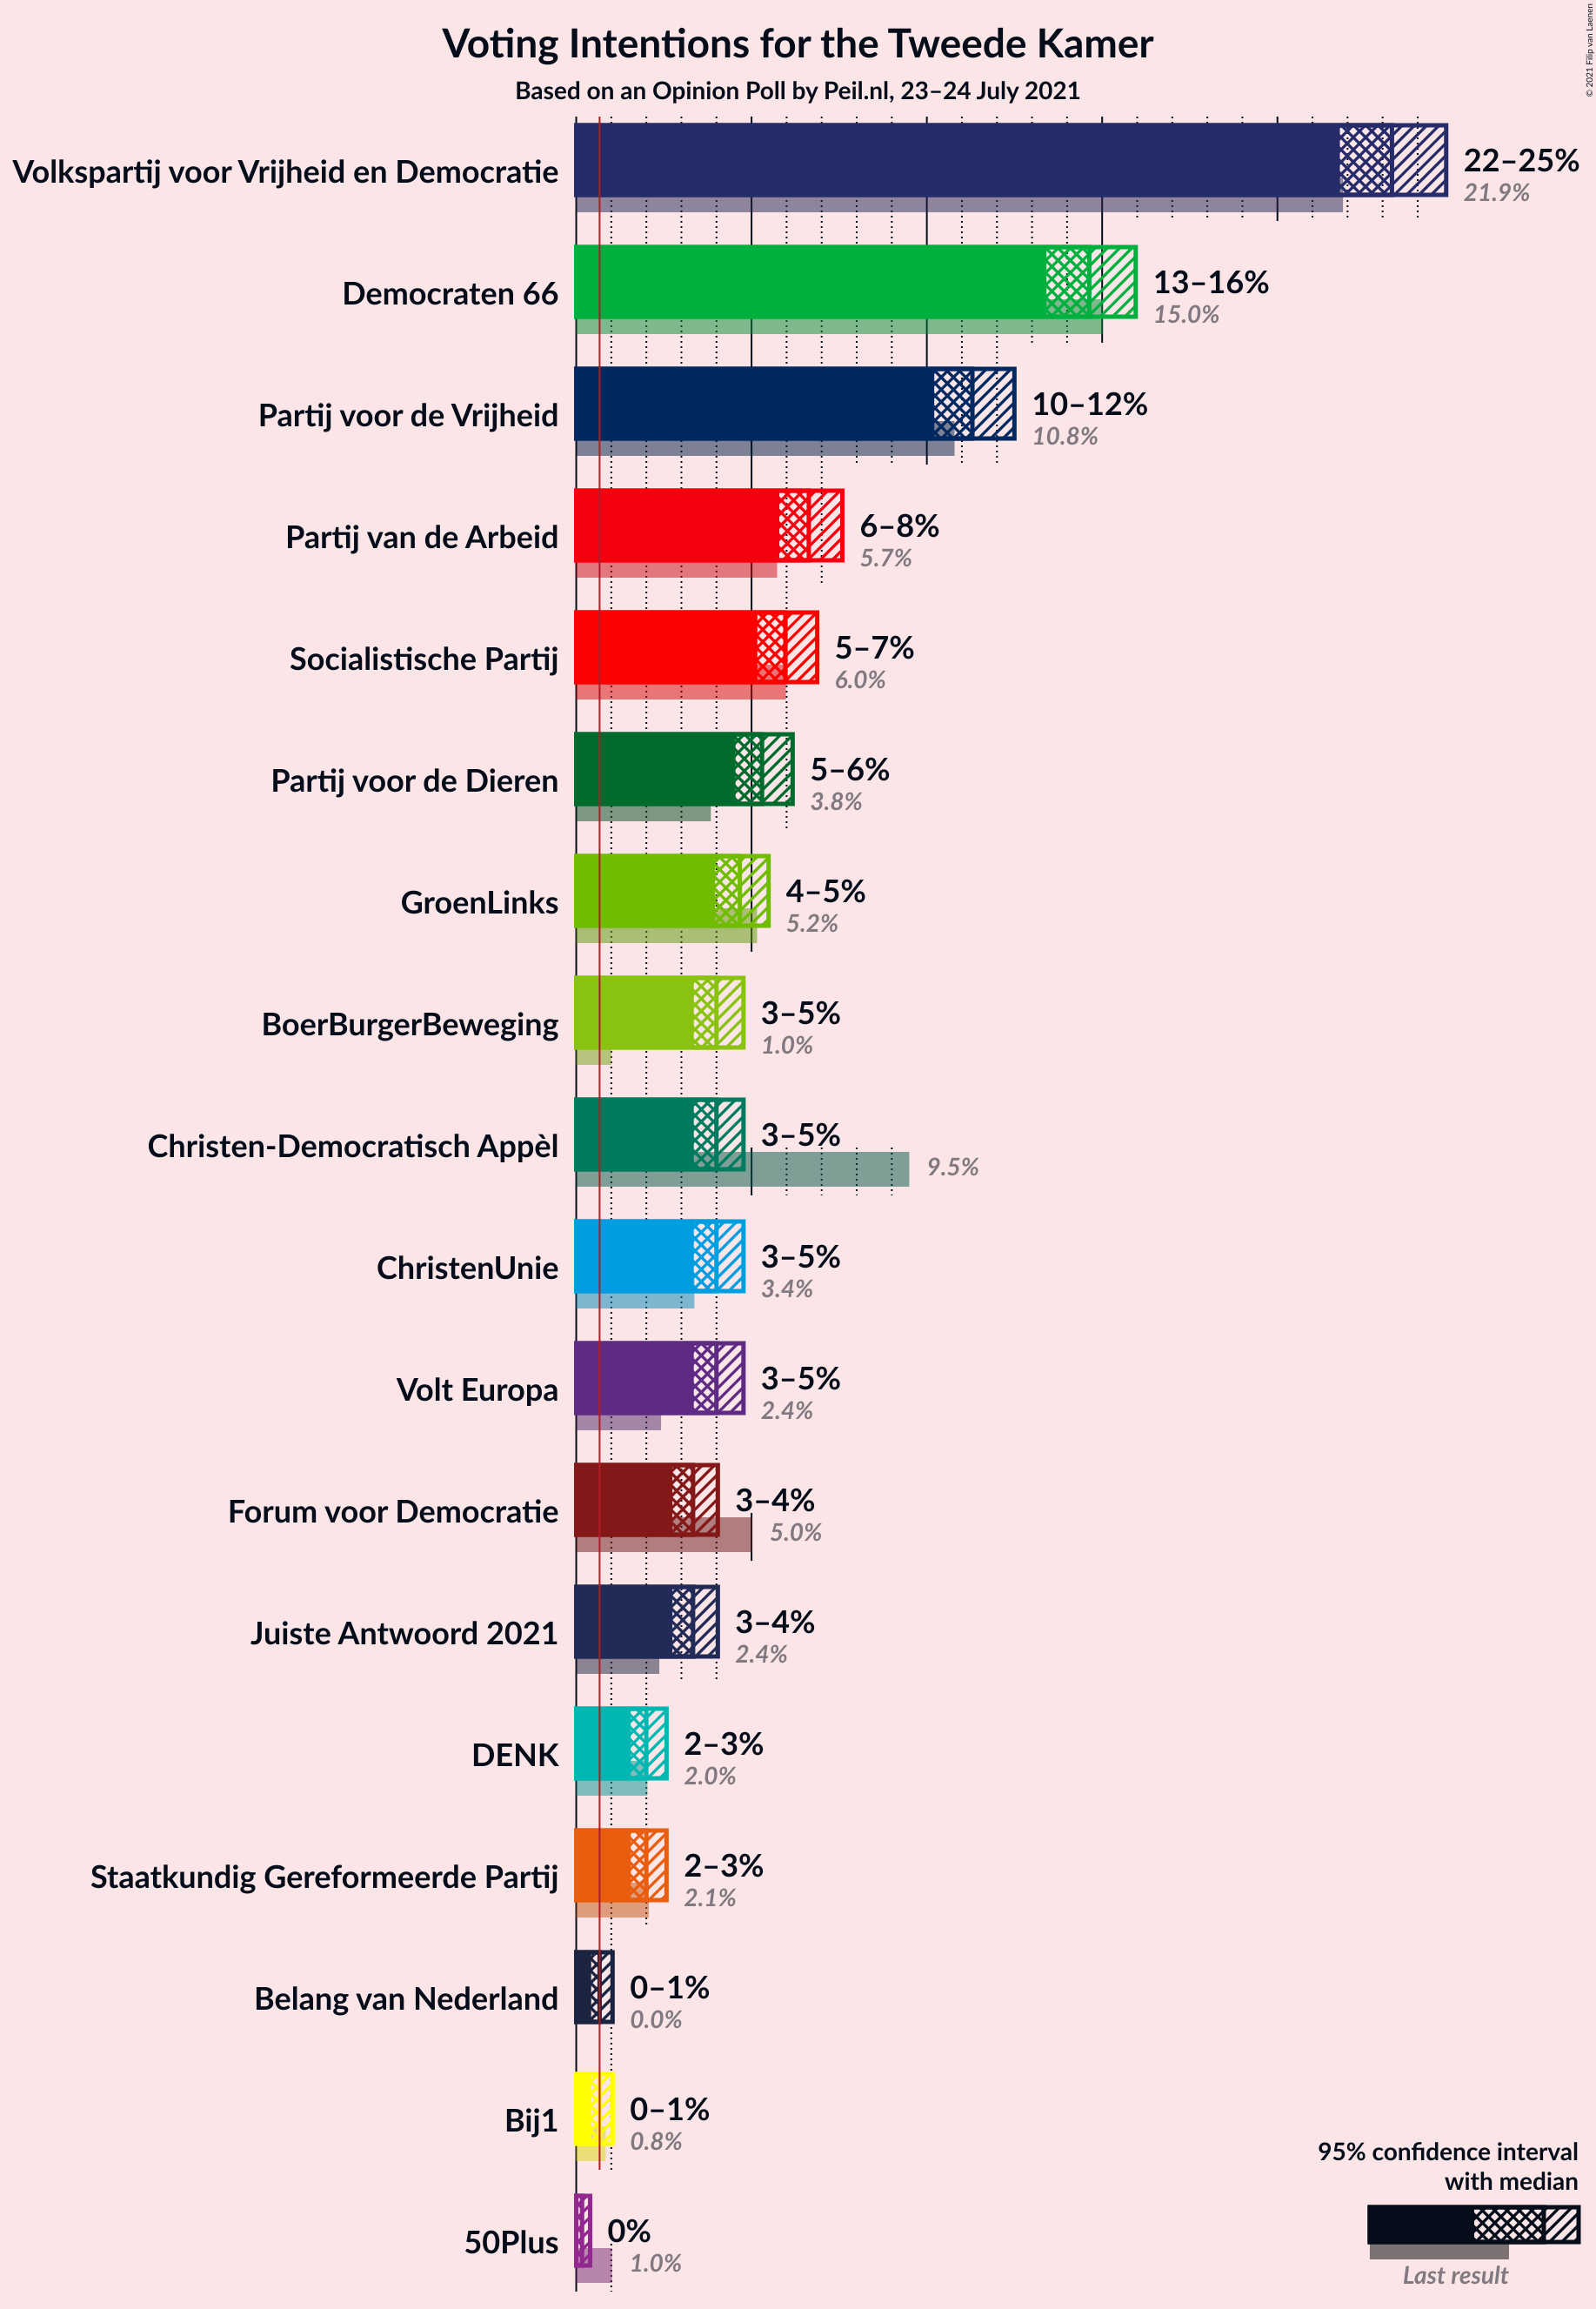 © 2021 Filip van Laenen
Voting Intentions for the Tweede Kamer
Based on an Opinion Poll by Peil.nl, 23–24 July 2021
Volkspartij voor Vrijheid en Democratie
22–25%
21.9%
Democraten 66
13–16%
15.0%
Partij voor de Vrijheid
10–12%
10.8%
Partij van de Arbeid
6–8%
5.7%
Socialistische Partij
5–7%
6.0%
Partij voor de Dieren
5–6%
3.8%
GroenLinks
4–5%
5.2%
BoerBurgerBeweging
3–5%
1.0%
Christen-Democratisch Appèl
3–5%
9.5%
ChristenUnie
3–5%
3.4%
Volt Europa
3–5%
2.4%
Forum voor Democratie
3–4%
5.0%
Juiste Antwoord 2021
3–4%
2.4%
DENK
2–3%
2.0%
Staatkundig Gereformeerde Partij
2–3%
2.1%
Belang van Nederland
0–1%
0.0%
Bij1
0–1%
0.8%
50Plus
0%
1.0%
95% confidence interval
with median
Last result